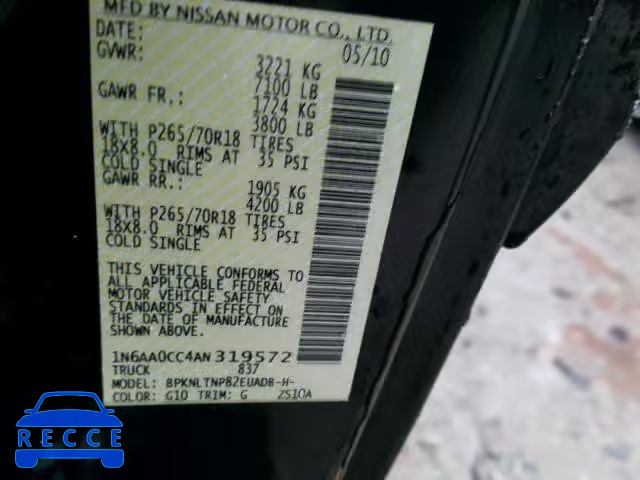 MFD BY NISSAN MOTOR CO., LTD.
DATE: 05/10
GVWR: 3221 KG
7100 LB
GAWR FR.: 1724 KG
3800 LB
WITH P265/70R18 TIRES
18X8.0 RIMS AT 35 PSI
COLD SINGLE
GAWR RR.: 1905 KG
4200 LB
WITH P265/70R18 TIRES
18X8.0 RIMS AT 35 PSI
COLD SINGLE
THIS VEHICLE CONFORMS TO
ALL APPLICABLE FEDERAL
MOTOR VEHICLE SAFETY
STANDARDS IN EFFECT ON
THE DATE OF MANUFACTURE
SHOWN ABOVE.
1N6AA0CC4AN319572
TRUCK 837
MODEL: BPKNLTNP82EUADB-H-
COLOR: G10 TRIM: G 2510A
RECCE